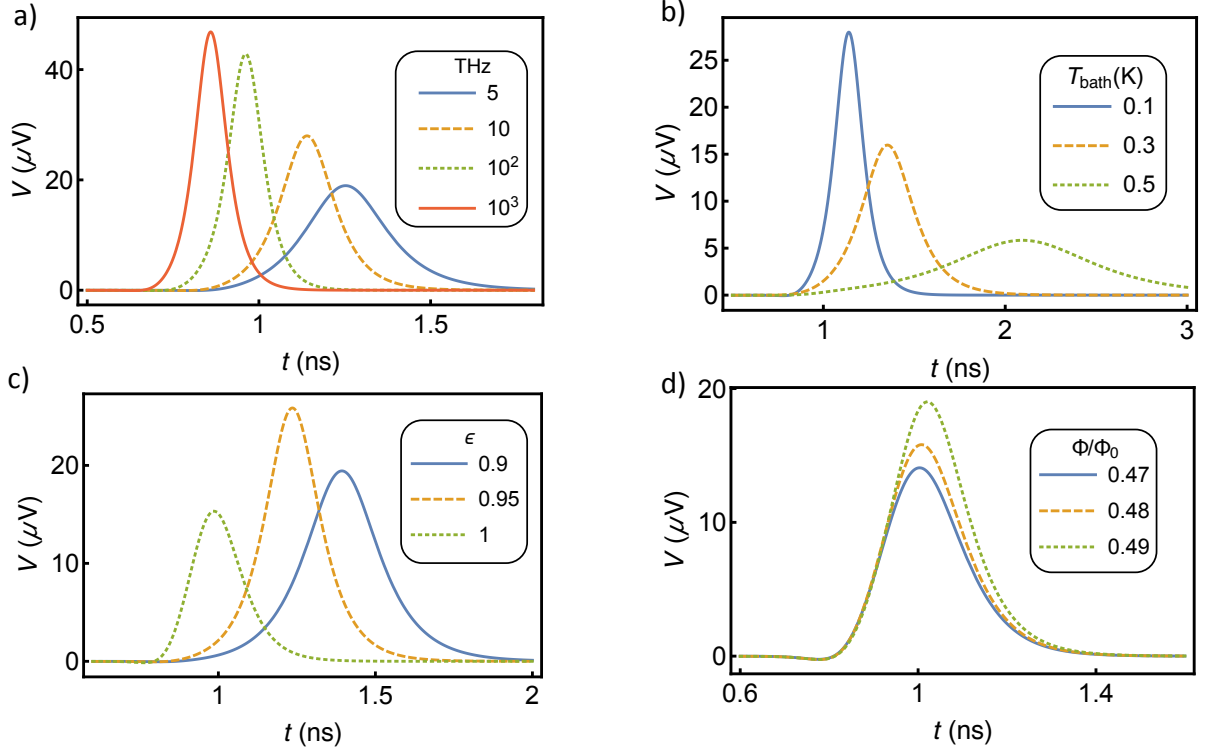 a)
V (μV)
40
20
0
0.5
1
1.5
t (ns)
THz
5
10
10²
10³
b)
V (μV)
25
20
15
10
5
0
1
2
3
t (ns)
T_bath(K)
0.1
0.3
0.5
c)
V (μV)
20
10
0
1
1.5
2
t (ns)
ϵ
0.9
0.95
1
d)
V (μV)
20
10
0
0.6
1
1.4
t (ns)
Φ/Φ₀
0.47
0.48
0.49